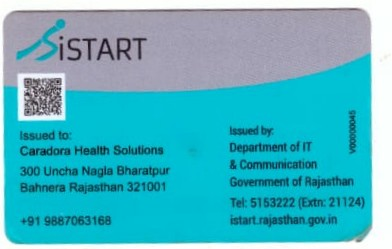 iSTART
Issued to:
Caradora Health Solutions
300 Uncha Nagla Bharatpur
Bahnera Rajasthan 321001
+91 9887063168
Issued by:
Department of IT
& Communication
Government of Rajasthan
Tel: 5153222 (Extn: 21124)
istart.rajasthan.gov.in
V00000045